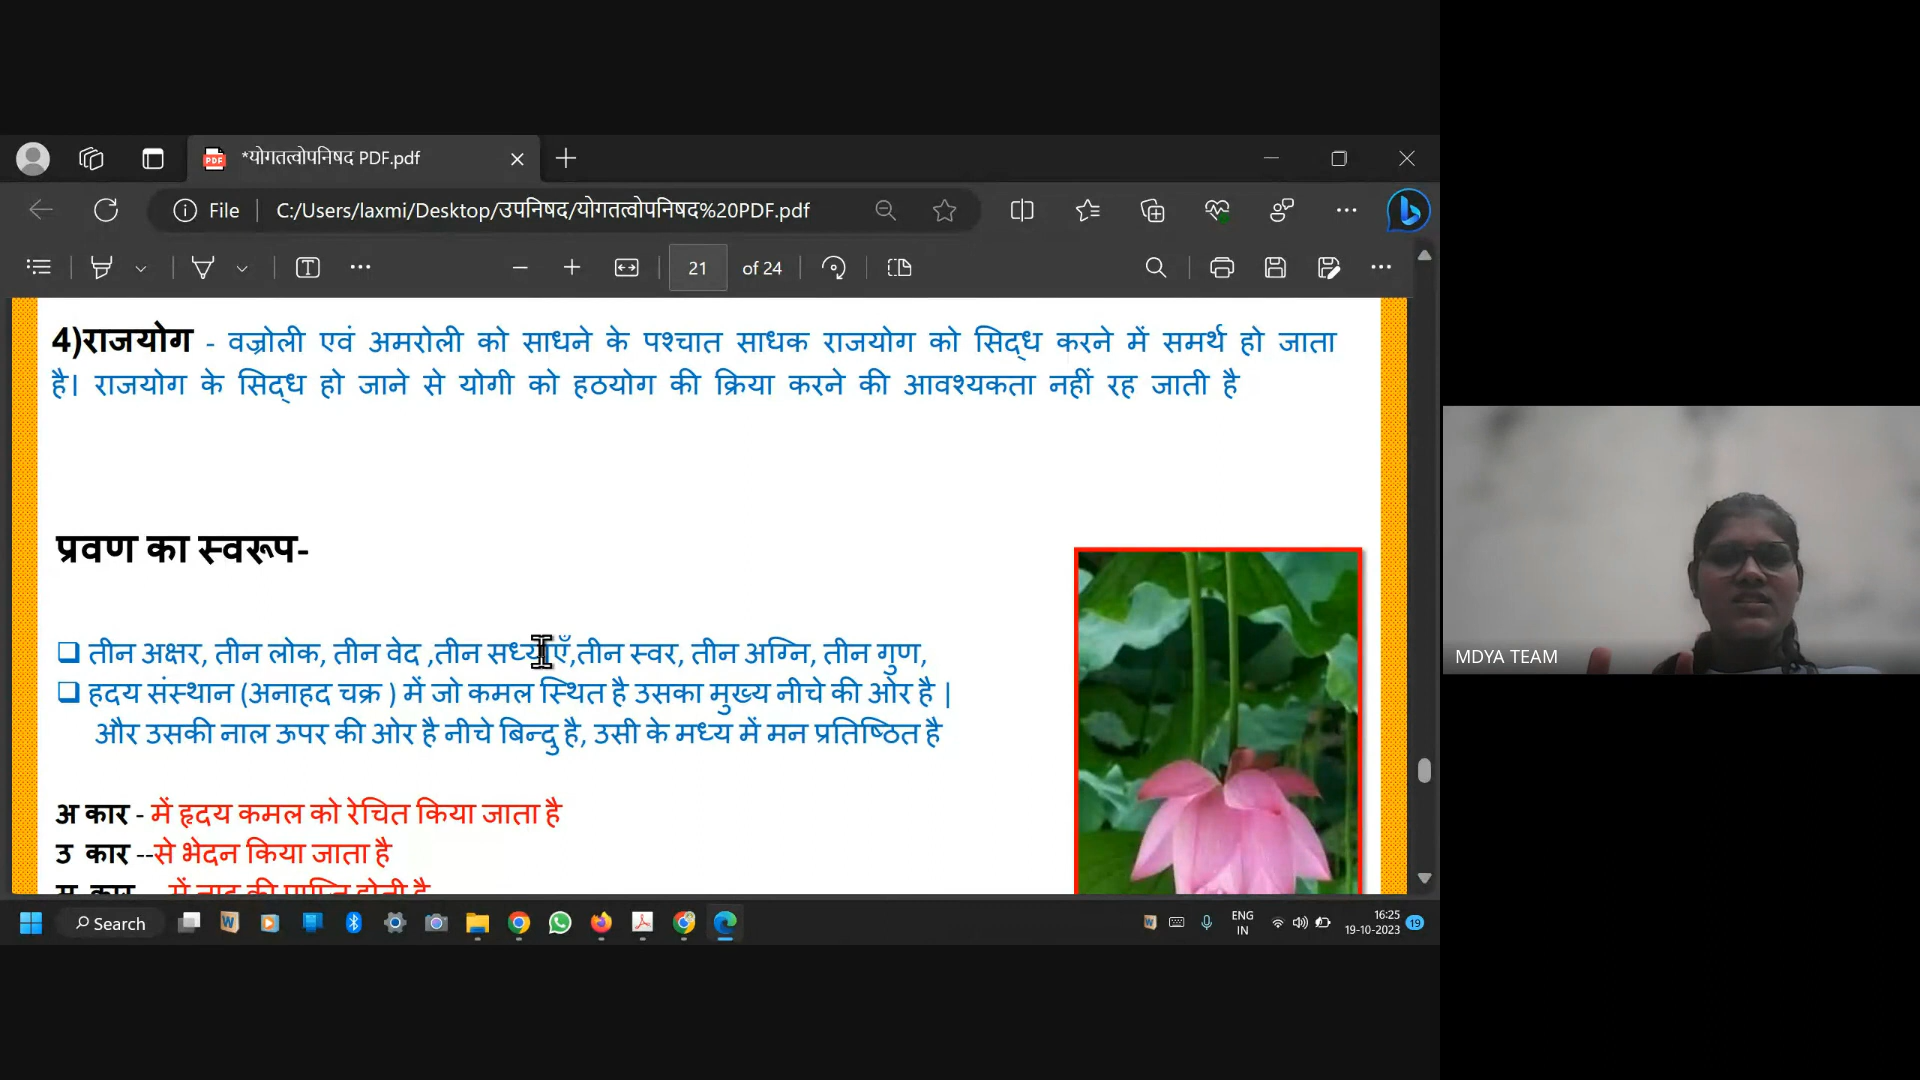 *योगतत्वोपनिषद PDF.pdf
File
C:/Users/laxmi/Desktop/उपनिषद/योगतत्वोपनिषद%20PDF.pdf
21 of 24
4)राजयोग - वज्रोली एवं अमरोली को साधने के पश्चात साधक राजयोग को सिद्ध करने में समर्थ हो जाता
है। राजयोग के सिद्ध हो जाने से योगी को हठयोग की क्रिया करने की आवश्यकता नहीं रह जाती है
प्रवण का स्वरूप-
तीन अक्षर, तीन लोक, तीन वेद ,तीन सध्याएँ,तीन स्वर, तीन अग्नि, तीन गुण,
हदय संस्थान (अनाहद चक्र ) में जो कमल स्थित है उसका मुख्य नीचे की ओर है |
और उसकी नाल ऊपर की ओर है नीचे बिन्दु है, उसी के मध्य में मन प्रतिष्ठित है
अ कार - में हृदय कमल को रेचित किया जाता है
उ कार --से भेदन किया जाता है
MDYA TEAM
Search
ENG
IN
16:25
19-10-2023
19